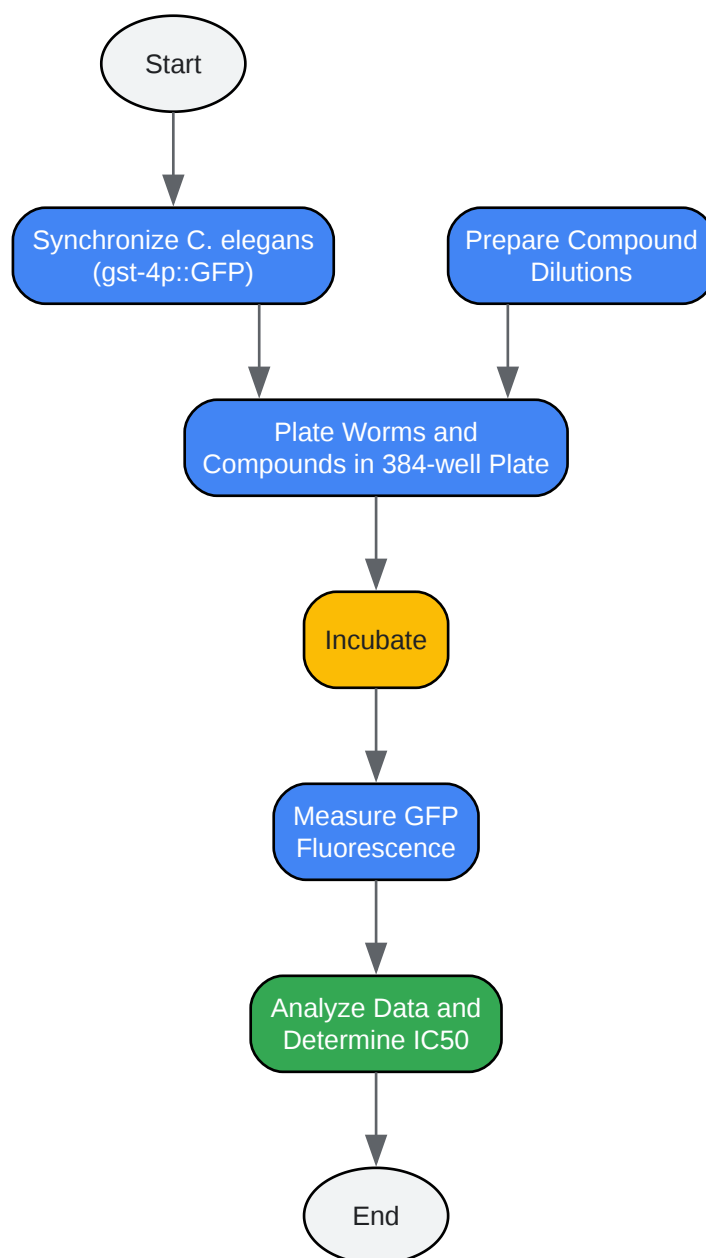 Start
Synchronize C. elegans
(gst-4p::GFP)
Prepare Compound
Dilutions
Plate Worms and
Compounds in 384-well Plate
Incubate
Measure GFP
Fluorescence
Analyze Data and
Determine IC50
End